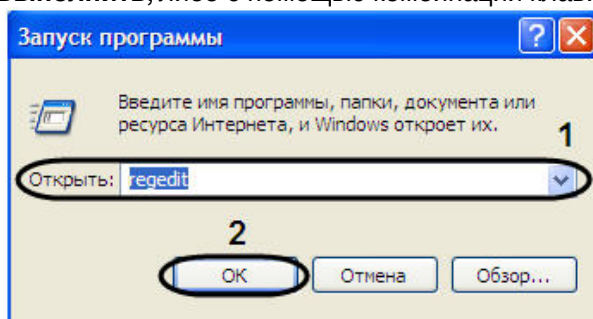 Запуск программы
Введите имя программы, папки, документа или
ресурса Интернета, и Windows откроет их.
1
Открыть: regedit
2
ОК Отмена Обзор...